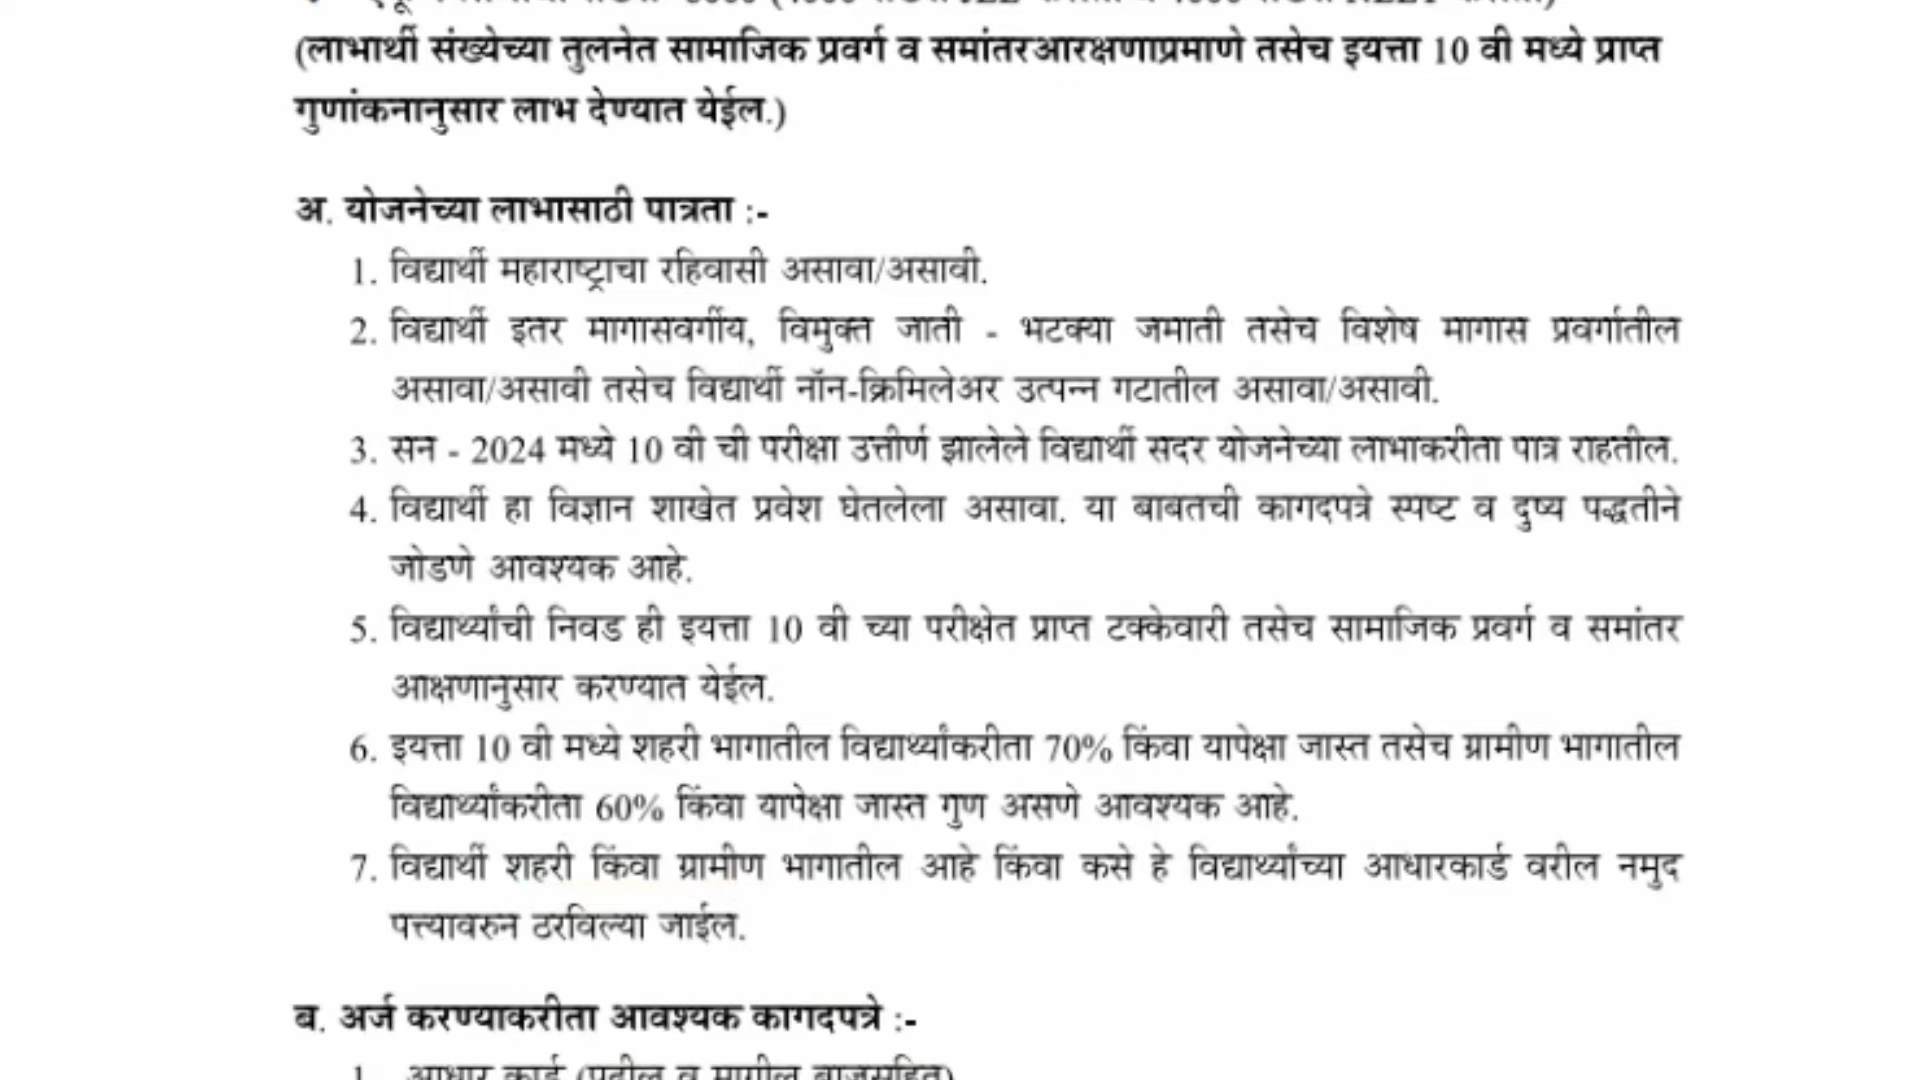 (लाभार्थी संख्येच्या तुलनेत सामाजिक प्रवर्ग व समांतरआरक्षणाप्रमाणे तसेच इयत्ता 10 वी मध्ये प्राप्त
गुणांकनानुसार लाभ देण्यात येईल.)
अ. योजनेच्या लाभासाठी पात्रता :-
1. विद्यार्थी महाराष्ट्राचा रहिवासी असावा/असावी.
2. विद्यार्थी इतर मागासवर्गीय, विमुक्त जाती - भटक्या जमाती तसेच विशेष मागास प्रवर्गातील
असावा/असावी तसेच विद्यार्थी नॉन-क्रिमिलेअर उत्पन्न गटातील असावा/असावी.
3. सन - 2024 मध्ये 10 वी ची परीक्षा उत्तीर्ण झालेले विद्यार्थी सदर योजनेच्या लाभाकरीता पात्र राहतील.
4. विद्यार्थी हा विज्ञान शाखेत प्रवेश घेतलेला असावा. या बाबतची कागदपत्रे स्पष्ट व दुष्य पद्धतीने
जोडणे आवश्यक आहे.
5. विद्यार्थ्यांची निवड ही इयत्ता 10 वी च्या परीक्षेत प्राप्त टक्केवारी तसेच सामाजिक प्रवर्ग व समांतर
आक्षणानुसार करण्यात येईल.
6. इयत्ता 10 वी मध्ये शहरी भागातील विद्यार्थ्यांकरीता 70% किंवा यापेक्षा जास्त तसेच ग्रामीण भागातील
विद्यार्थ्यांकरीता 60% किंवा यापेक्षा जास्त गुण असणे आवश्यक आहे.
7. विद्यार्थी शहरी किंवा ग्रामीण भागातील आहे किंवा कसे हे विद्यार्थ्यांच्या आधारकार्ड वरील नमुद
पत्त्यावरुन ठरविल्या जाईल.
ब. अर्ज करण्याकरीता आवश्यक कागदपत्रे :-
1. आधार कार्ड (पुढील व मागील बाजूसहित)